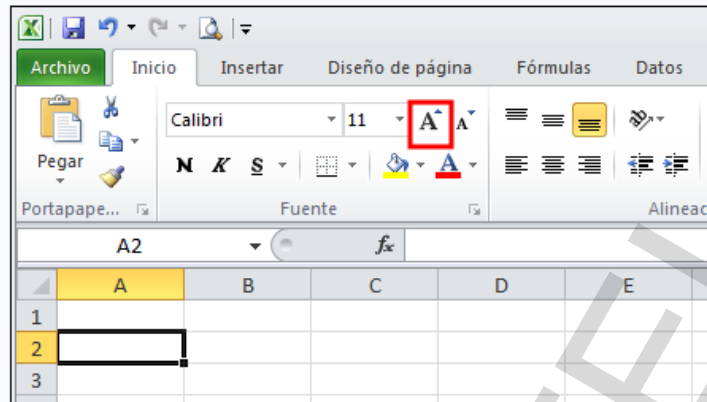 Archivo Inicio Insertar Diseño de página Fórmulas Datos
Calibri 11 A A
Pegar N K S A
Portapape... Fuente Alineac
A2 fx
A B C D E
1
2
3